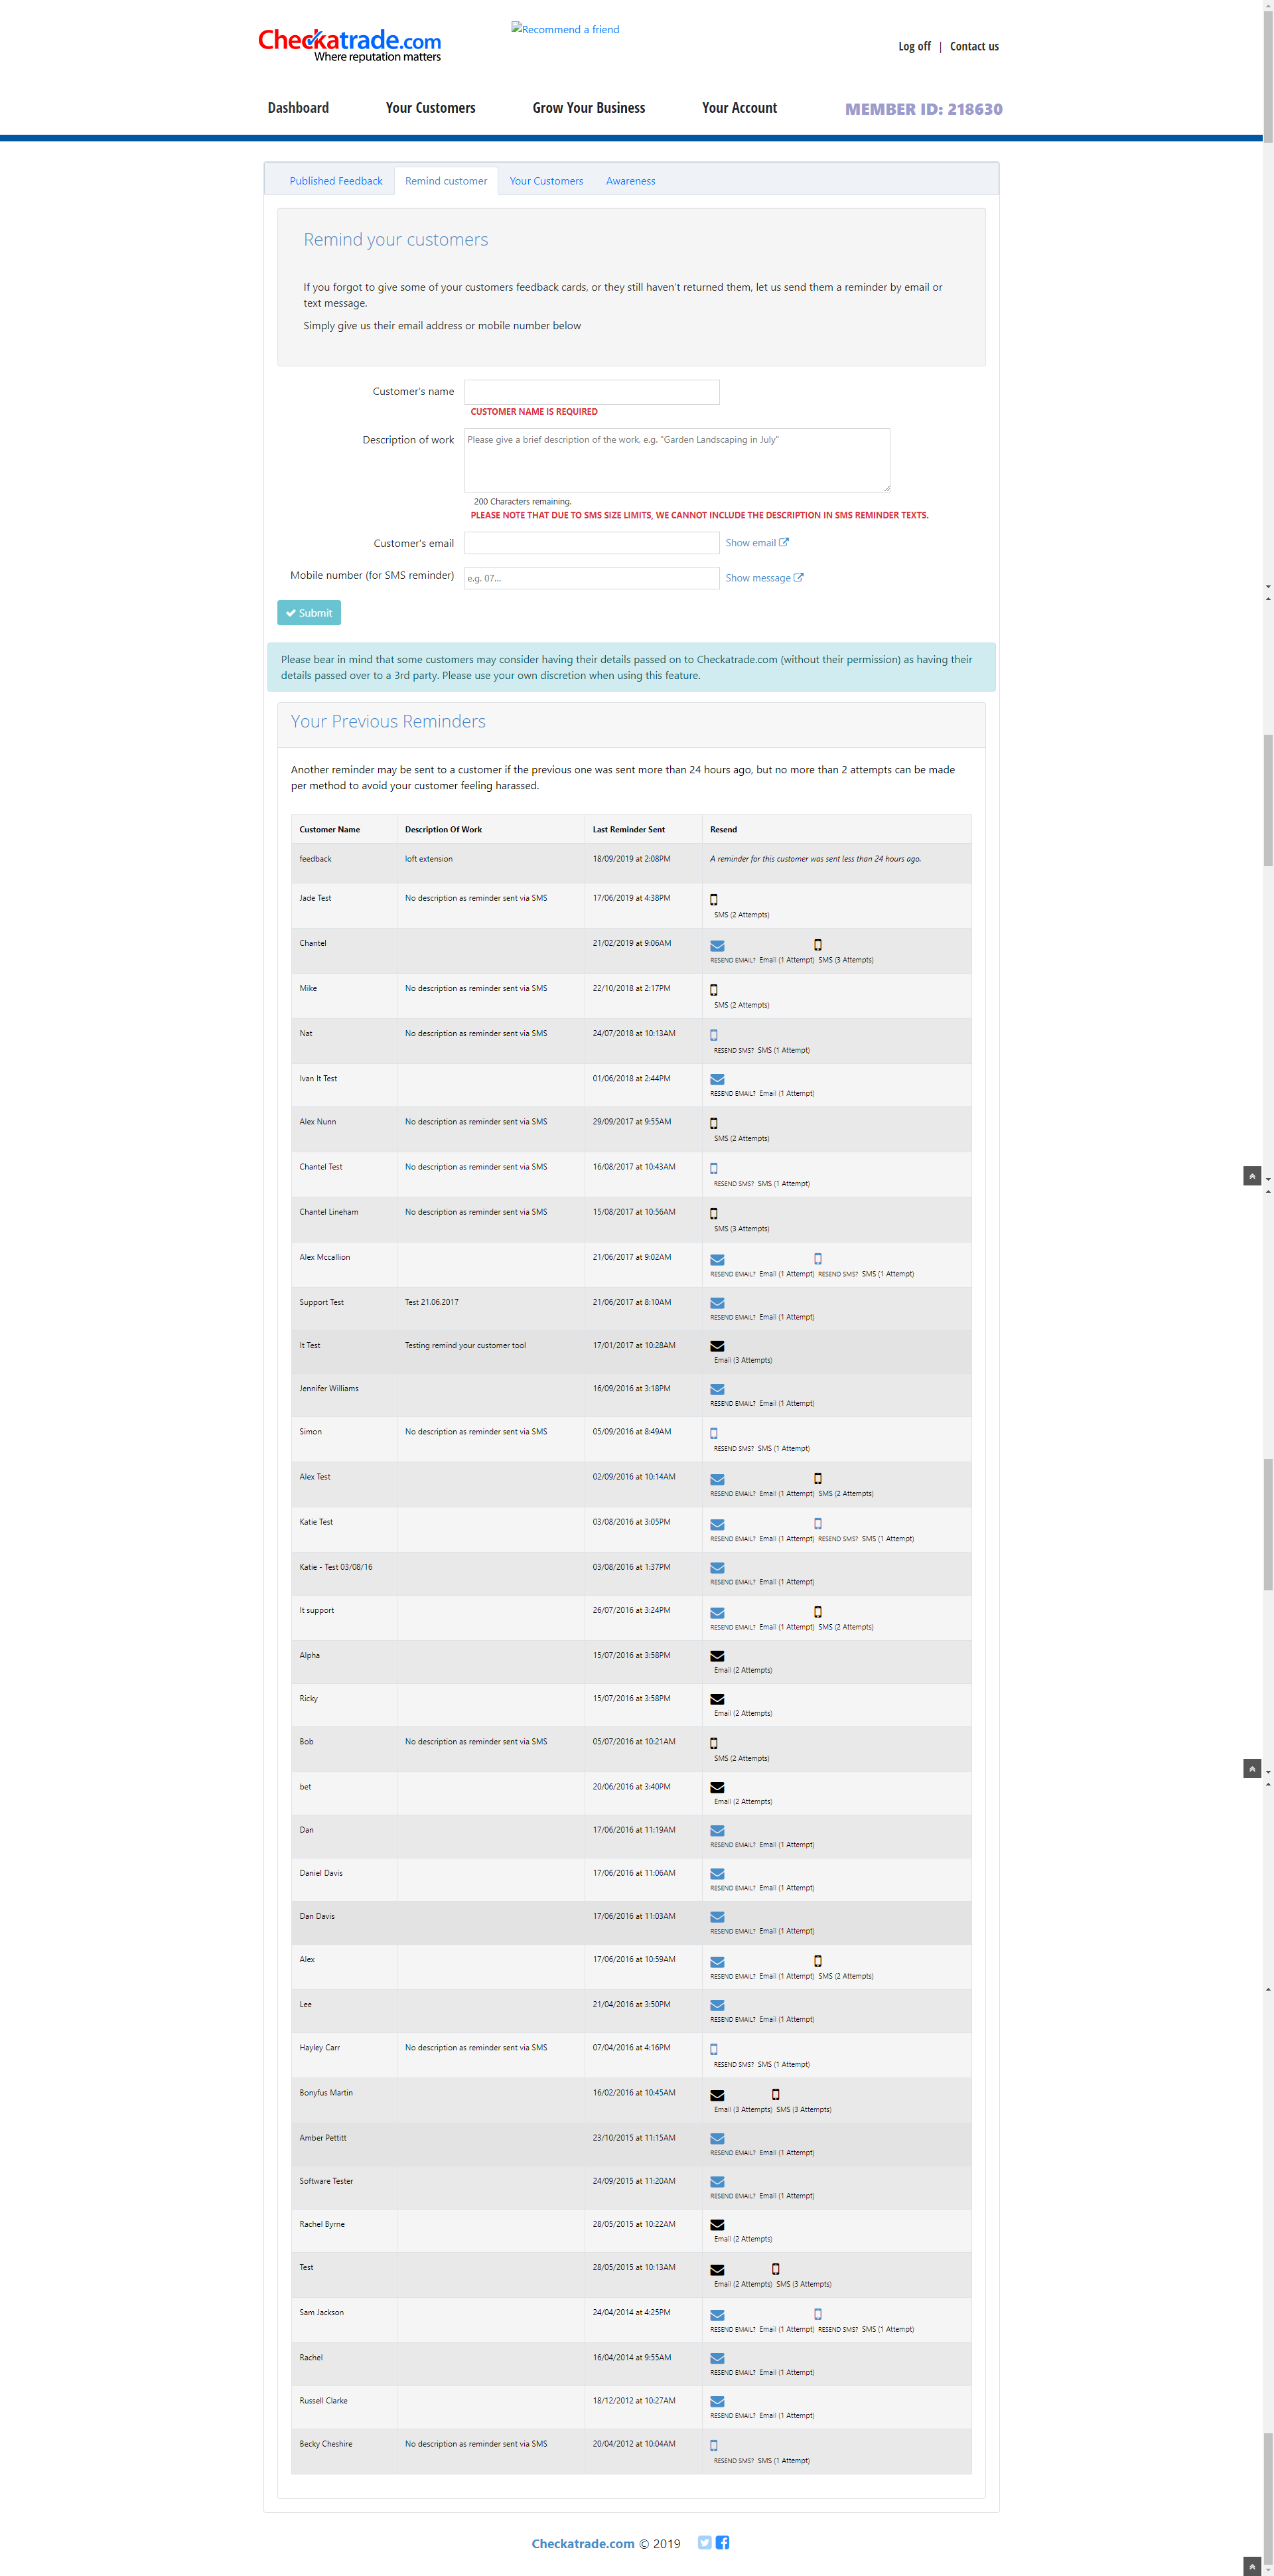 Checkatrade.com
Where reputation matters
Recommend a friend
Log off | Contact us
Dashboard Your Customers Grow Your Business Your Account MEMBER ID: 218630
Published Feedback Remind customer Your Customers Awareness
Remind your customers
If you forgot to give some of your customers feedback cards, or they still haven't returned them, let us send them a reminder by email or
text message.
Simply give us their email address or mobile number below
Customer's name
CUSTOMER NAME IS REQUIRED
Description of work Please give a brief description of the work, e.g. "Garden Landscaping in July"
200 Characters remaining.
PLEASE NOTE THAT DUE TO SMS SIZE LIMITS, WE CANNOT INCLUDE THE DESCRIPTION IN SMS REMINDER TEXTS.
Customer's email Show email
Mobile number (for SMS reminder) e.g. 07... Show message
Submit
Please bear in mind that some customers may consider having their details passed on to Checkatrade.com (without their permission) as having their
details passed over to a 3rd party. Please use your own discretion when using this feature.
Your Previous Reminders
Another reminder may be sent to a customer if the previous one was sent more than 24 hours ago, but no more than 2 attempts can be made
per method to avoid your customer feeling harassed.
Customer Name Description Of Work Last Reminder Sent Resend
feedback loft extension 18/09/2019 at 2:08PM A reminder for this customer was sent less than 24 hours ago.
Jade Test No description as reminder sent via SMS 17/06/2019 at 4:38PM
SMS (2 Attempts)
Chantel 21/02/2019 at 9:06AM
RESEND EMAIL? Email (1 Attempt) SMS (3 Attempts)
Mike No description as reminder sent via SMS 22/10/2018 at 2:17PM
SMS (2 Attempts)
Nat No description as reminder sent via SMS 24/07/2018 at 10:13AM
RESEND SMS? SMS (1 Attempt)
Ivan It Test 01/06/2018 at 2:44PM
RESEND EMAIL? Email (1 Attempt)
Alex Nunn No description as reminder sent via SMS 29/09/2017 at 9:55AM
SMS (2 Attempts)
Chantel Test No description as reminder sent via SMS 16/08/2017 at 10:43AM
RESEND SMS? SMS (1 Attempt)
Chantel Lineham No description as reminder sent via SMS 15/08/2017 at 10:56AM
SMS (3 Attempts)
Alex Mccallion 21/06/2017 at 9:02AM
RESEND EMAIL? Email (1 Attempt) RESEND SMS? SMS (1 Attempt)
Support Test Test 21.06.2017 21/06/2017 at 8:10AM
RESEND EMAIL? Email (1 Attempt)
It Test Testing remind your customer tool 17/01/2017 at 10:28AM
Email (3 Attempts)
Jennifer Williams 16/09/2016 at 3:18PM
RESEND EMAIL? Email (1 Attempt)
Simon No description as reminder sent via SMS 05/09/2016 at 8:49AM
RESEND SMS? SMS (1 Attempt)
Alex Test 02/09/2016 at 10:14AM
RESEND EMAIL? Email (1 Attempt) SMS (2 Attempts)
Katie Test 03/08/2016 at 3:05PM
RESEND EMAIL? Email (1 Attempt) RESEND SMS? SMS (1 Attempt)
Katie - Test 03/08/16 03/08/2016 at 1:37PM
RESEND EMAIL? Email (1 Attempt)
It support 26/07/2016 at 3:24PM
RESEND EMAIL? Email (1 Attempt) SMS (2 Attempts)
Alpha 15/07/2016 at 3:58PM
Email (2 Attempts)
Ricky 15/07/2016 at 3:58PM
Email (2 Attempts)
Bob No description as reminder sent via SMS 05/07/2016 at 10:21AM
SMS (2 Attempts)
bet 20/06/2016 at 3:40PM
Email (2 Attempts)
Dan 17/06/2016 at 11:19AM
RESEND EMAIL? Email (1 Attempt)
Daniel Davis 17/06/2016 at 11:06AM
RESEND EMAIL? Email (1 Attempt)
Dan Davis 17/06/2016 at 11:03AM
RESEND EMAIL? Email (1 Attempt)
Alex 17/06/2016 at 10:59AM
RESEND EMAIL? Email (1 Attempt) SMS (2 Attempts)
Lee 21/04/2016 at 3:50PM
RESEND EMAIL? Email (1 Attempt)
Hayley Carr No description as reminder sent via SMS 07/04/2016 at 4:16PM
RESEND SMS? SMS (1 Attempt)
Bonyfus Martin 16/02/2016 at 10:45AM
Email (3 Attempts) SMS (3 Attempts)
Amber Pettitt 23/10/2015 at 11:15AM
RESEND EMAIL? Email (1 Attempt)
Software Tester 24/09/2015 at 11:20AM
RESEND EMAIL? Email (1 Attempt)
Rachel Byrne 28/05/2015 at 10:22AM
Email (2 Attempts)
Test 28/05/2015 at 10:13AM
Email (2 Attempts) SMS (3 Attempts)
Sam Jackson 24/04/2014 at 4:25PM
RESEND EMAIL? Email (1 Attempt) RESEND SMS? SMS (1 Attempt)
Rachel 16/04/2014 at 9:55AM
RESEND EMAIL? Email (1 Attempt)
Russell Clarke 18/12/2012 at 10:27AM
RESEND EMAIL? Email (1 Attempt)
Becky Cheshire No description as reminder sent via SMS 20/04/2012 at 10:04AM
RESEND SMS? SMS (1 Attempt)
Checkatrade.com © 2019